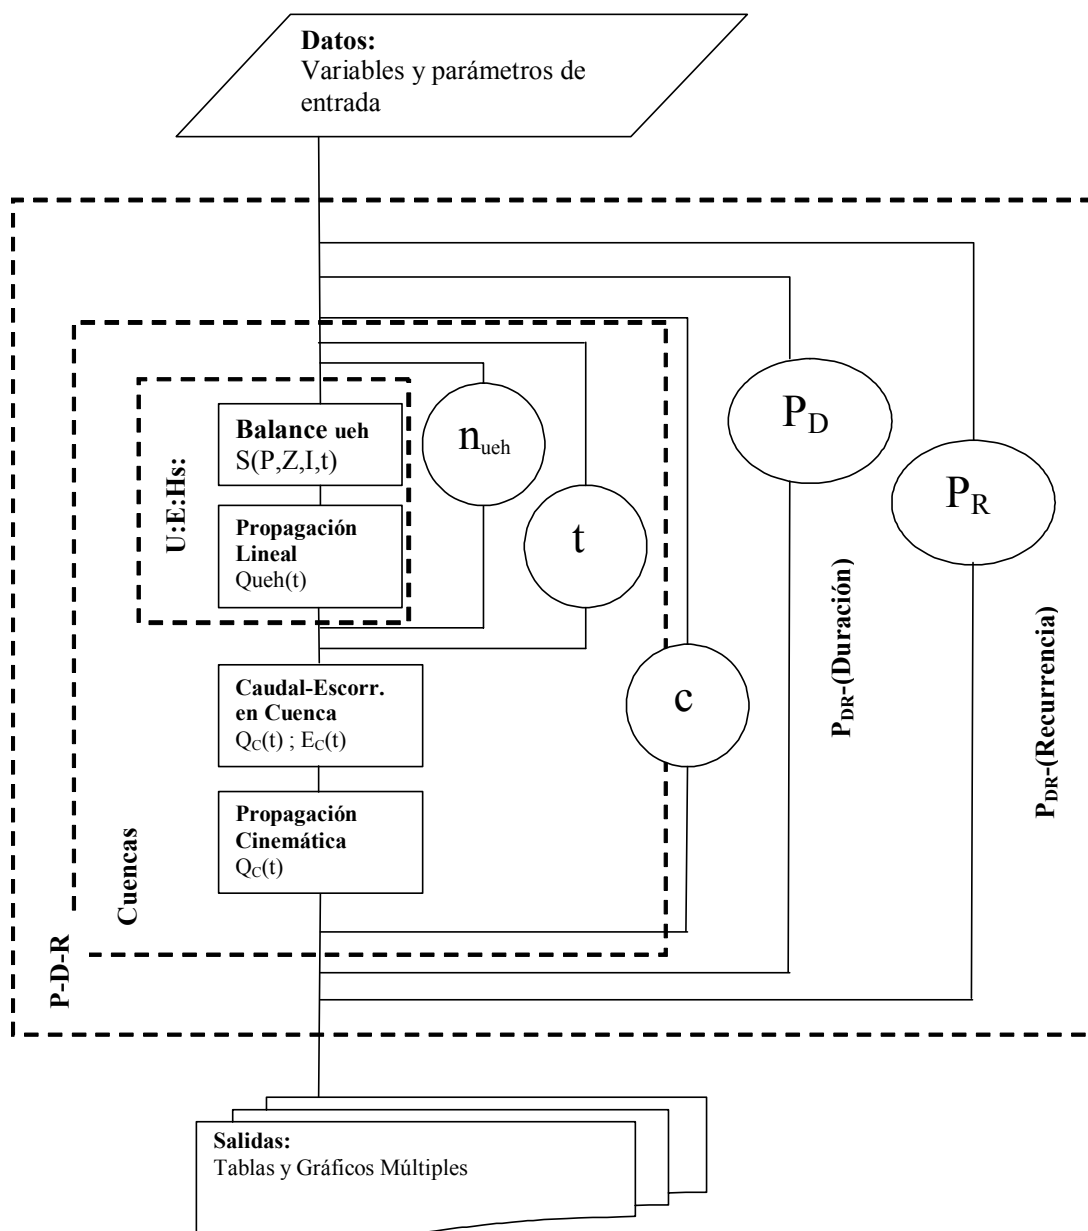 Datos:
Variables y parámetros de
entrada
Balance ueh
S(P,Z,I,t)
Propagación
Lineal
Queh(t)
U:E:Hs:
nueh
t
PD
PR
c
PDR-(Duración)
PDR-(Recurrencia)
Caudal-Escorr.
en Cuenca
QC(t) ; EC(t)
Propagación
Cinemática
QC(t)
Cuencas
P-D-R
Salidas:
Tablas y Gráficos Múltiples